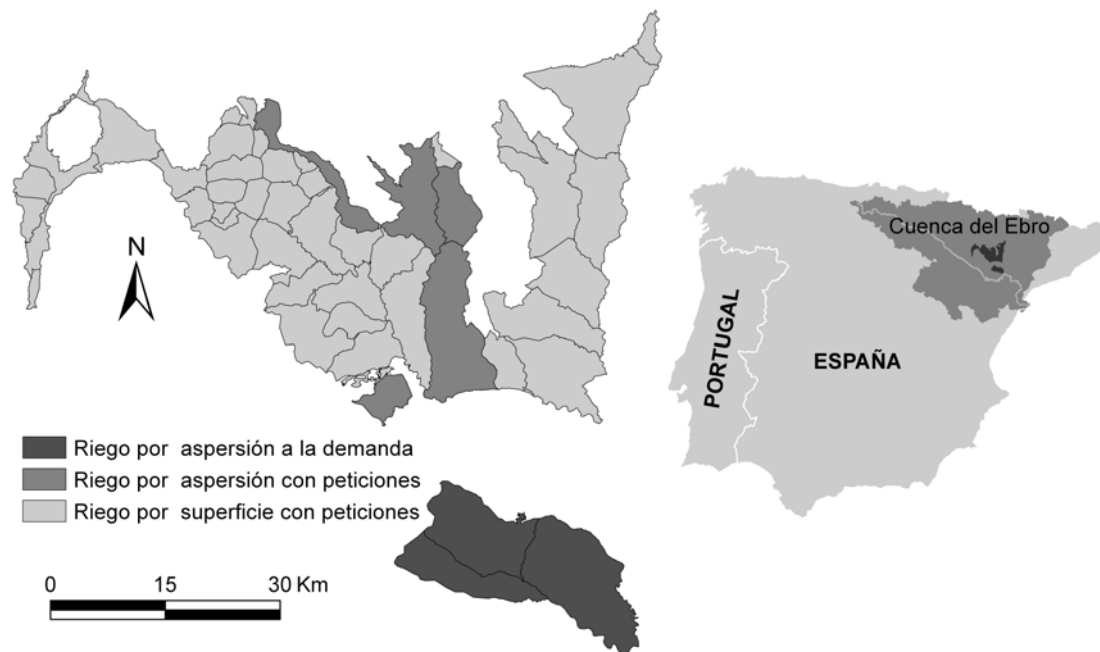 N
Riego por aspersión a la demanda
Riego por aspersión con peticiones
Riego por superficie con peticiones
0 15 30 Km
Cuenca del Ebro
PORTUGAL
ESPAÑA